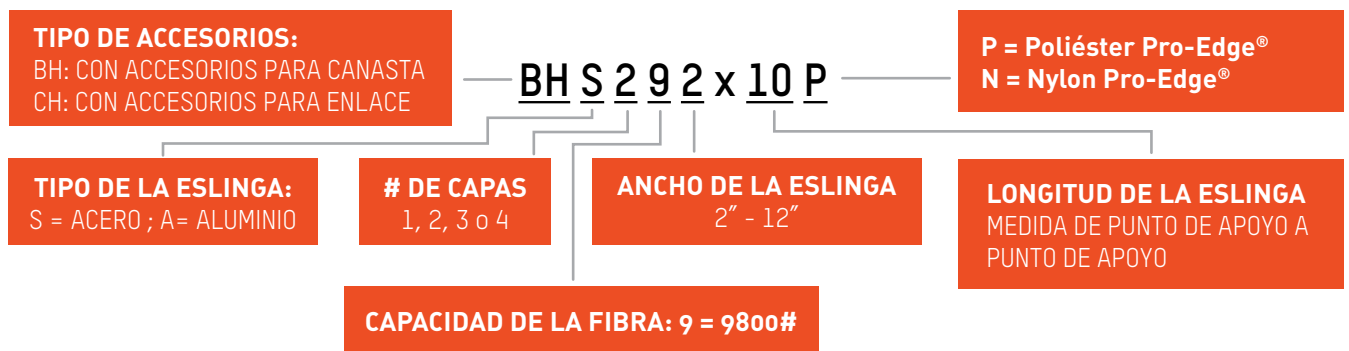 TIPO DE ACCESORIOS:
BH: CON ACCESORIOS PARA CANASTA
CH: CON ACCESORIOS PARA ENLACE
BH S 2 9 2 x 10 P
P = Poliéster Pro-Edge®
N = Nylon Pro-Edge®
TIPO DE LA ESLINGA:
S = ACERO ; A= ALUMINIO
# DE CAPAS
1, 2, 3 o 4
ANCHO DE LA ESLINGA
2″ - 12″
LONGITUD DE LA ESLINGA
MEDIDA DE PUNTO DE APOYO A
PUNTO DE APOYO
CAPACIDAD DE LA FIBRA: 9 = 9800#